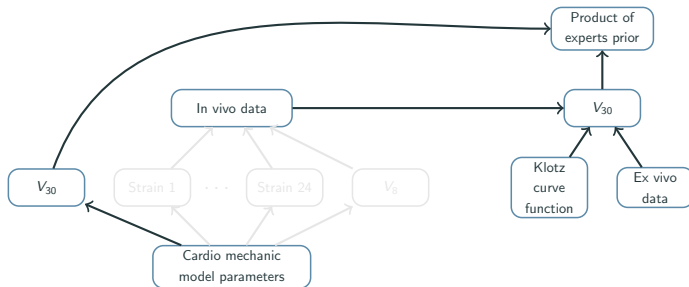 Product of
experts prior
In vivo data
V30
V30
Strain 1
· · ·
Strain 24
V8
Klotz
curve
function
Ex vivo
data
Cardio mechanic
model parameters